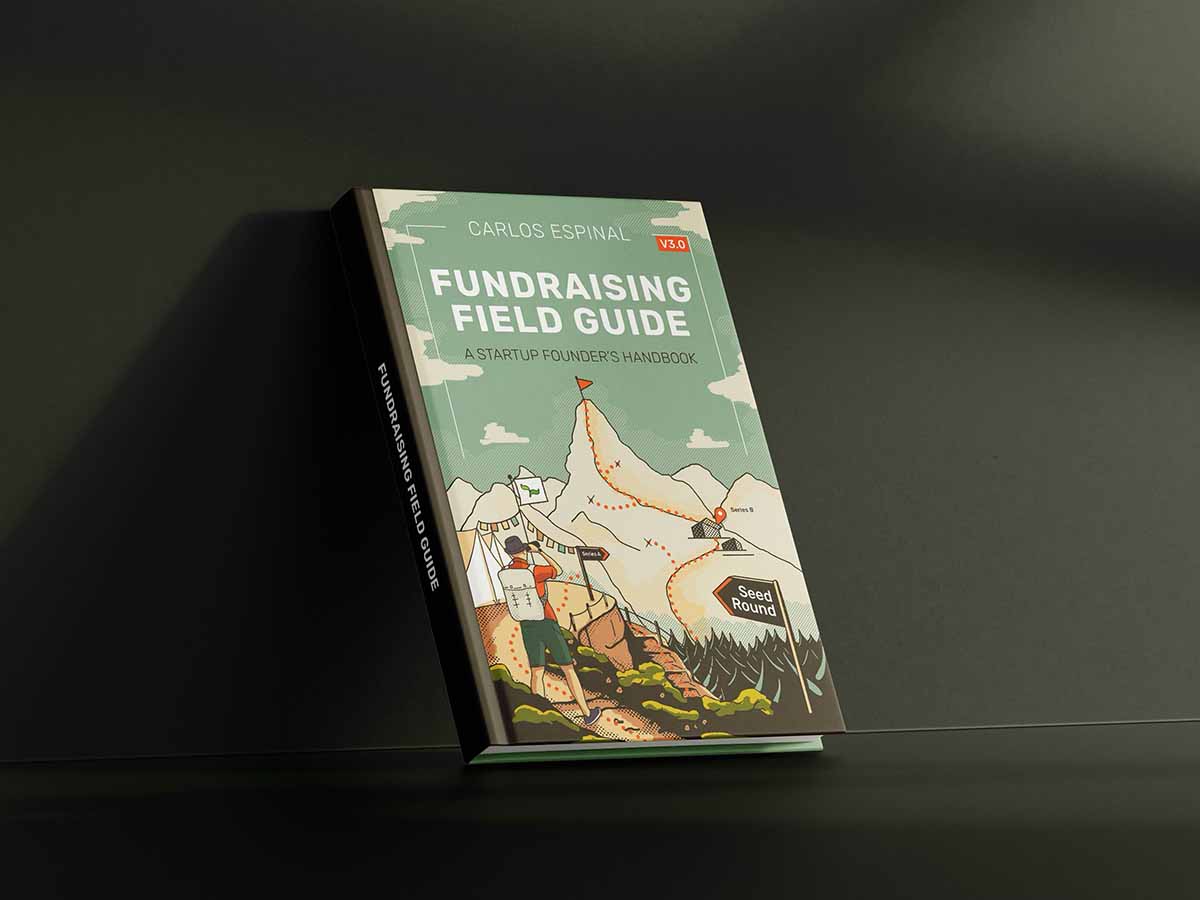 CARLOS ESPINAL
V3.0
FUNDRAISING
FIELD GUIDE
A STARTUP FOUNDER'S HANDBOOK
Series B
Series A
Seed
Round
FUNDRAISING FIELD GUIDE